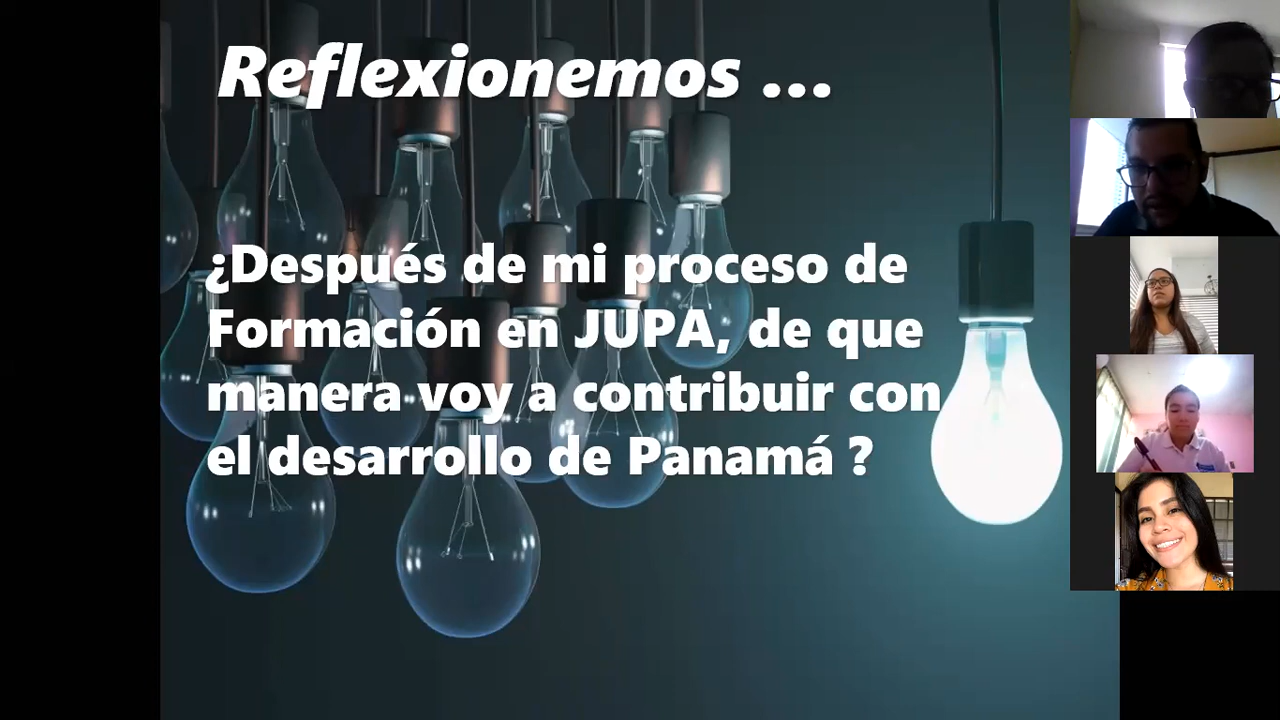 Reflexionemos ...
¿Después de mi proceso de
Formación en JUPA, de que
manera voy a contribuir con
el desarrollo de Panamá ?